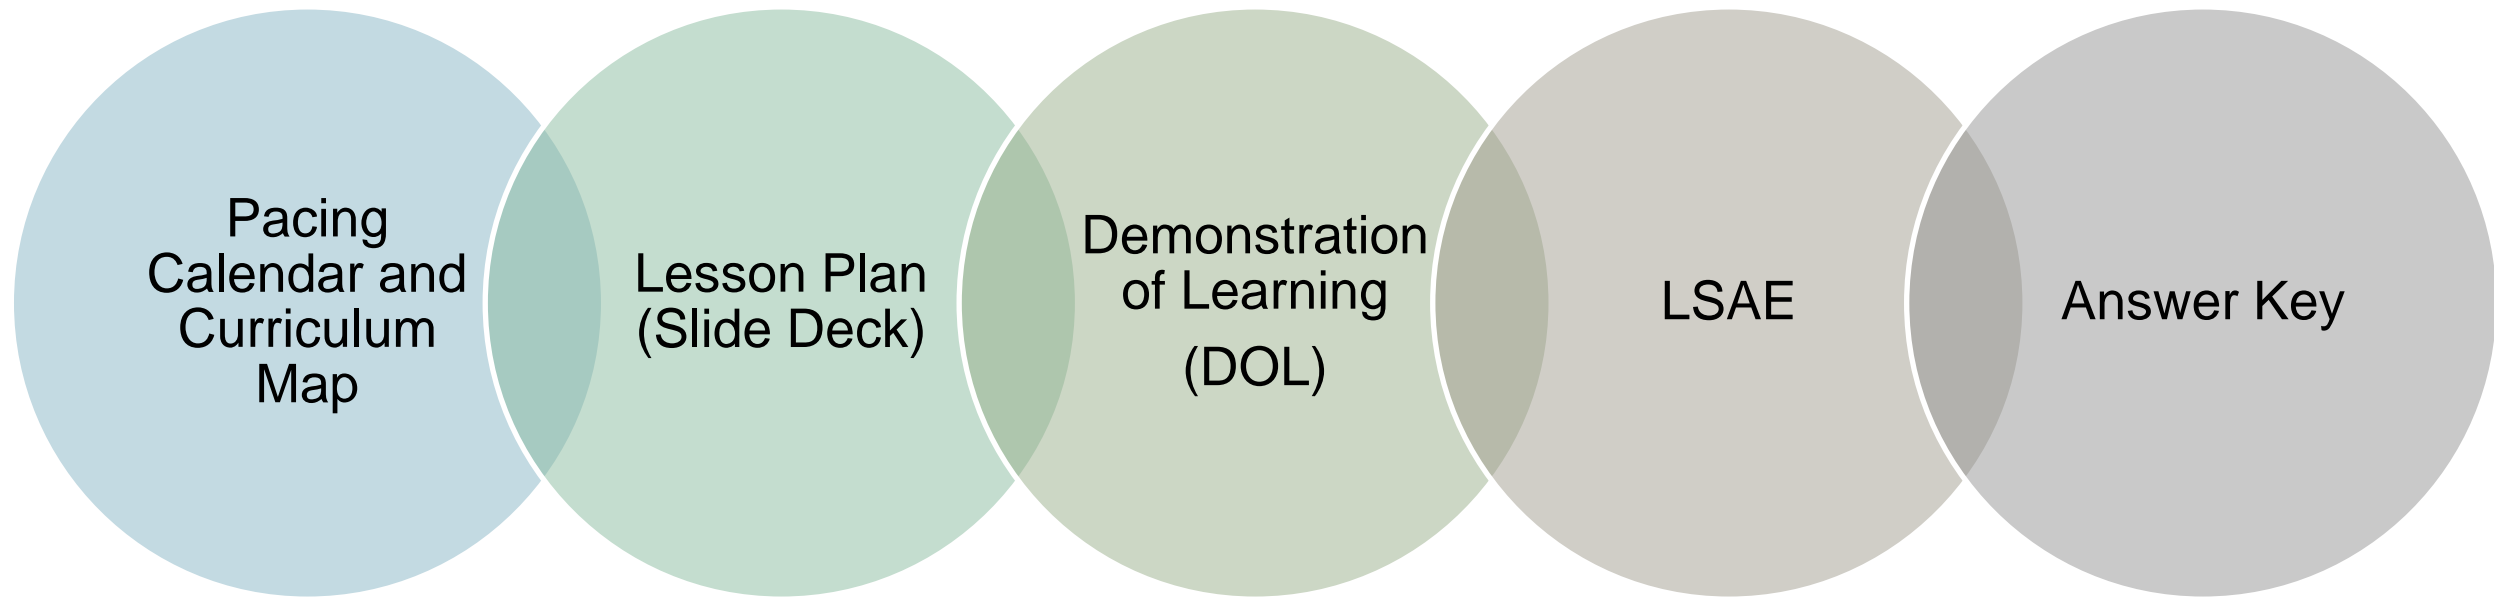 Pacing
Calendar and
Curriculum
Map
Lesson Plan
(Slide Deck)
Demonstration
of Learning
(DOL)
LSAE
Answer Key